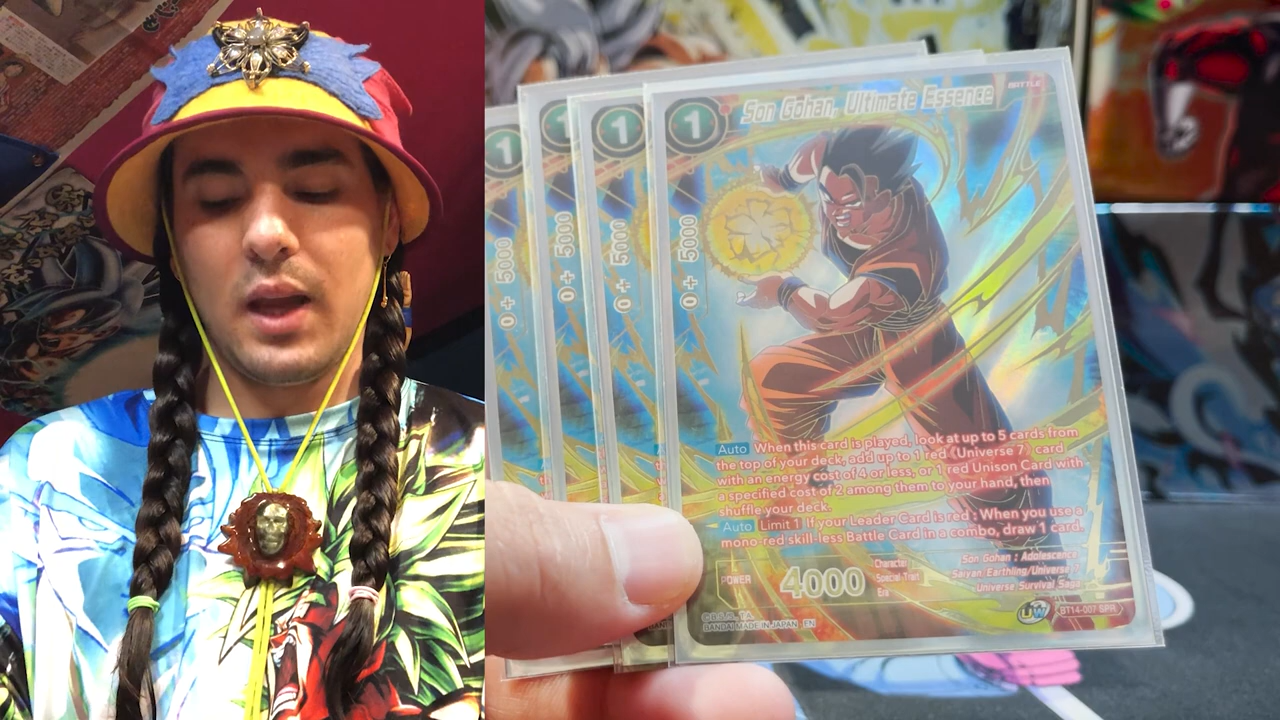 1
1
1
1
Son Gohan, Ultimate Essence
BATTLE
0 + 5000
0 + 5000
0 + 5000
0 + 5000
Auto When this card is played, look at up to 5 cards from
the top of your deck, add up to 1 red 《Universe 7》 card
with an energy cost of 4 or less, or 1 red Unison Card with
a specified cost of 2 among them to your hand, then
shuffle your deck.
Auto Limit 1 If your Leader Card is red : When you use a
mono-red skill-less Battle Card in a combo, draw 1 card.
POWER
4000
Character
Special Trait
Era
Son Gohan : Adolescence
Saiyan/Earthling/Universe 7
Universe Survival Saga
©B.S./S., T.A.
BANDAI MADE IN JAPAN EN
UW
BT14-007 SPR